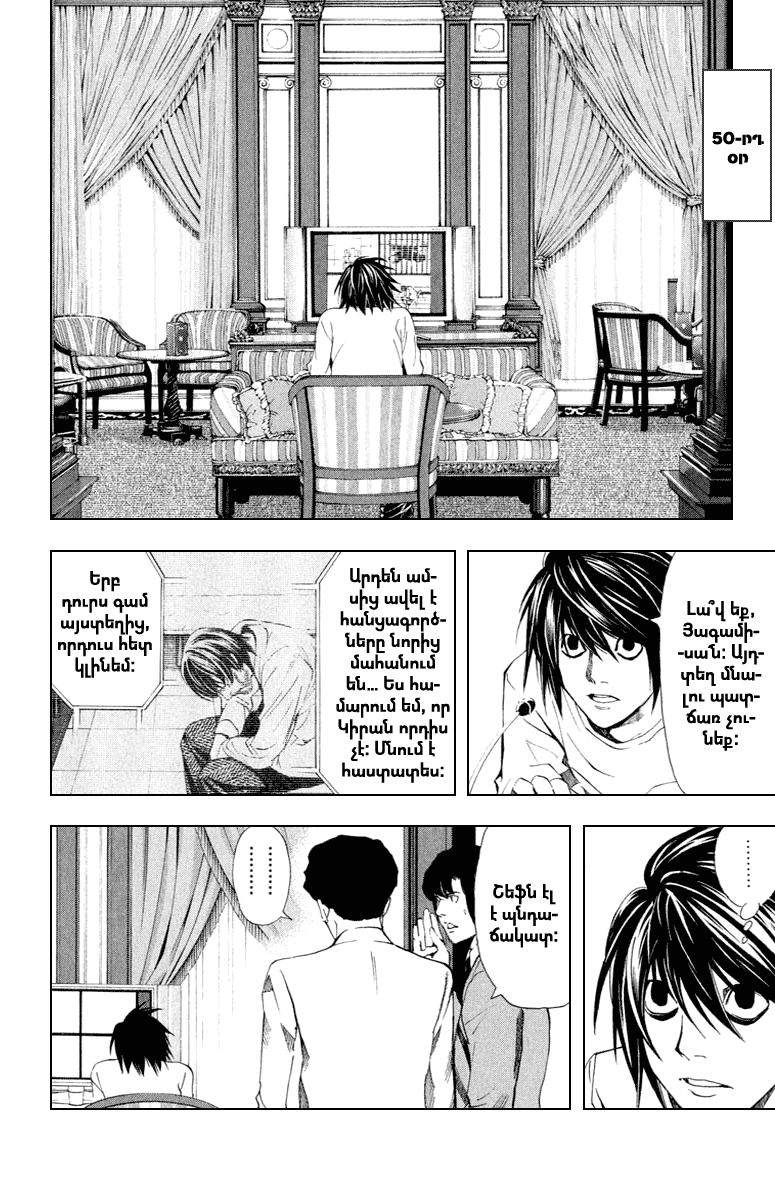 50-րդ
օր
Լա՞վ եք,
Յագամի-
-սան: Այդ-
տեղ մնա-
լու պատ-
ճառ չու-
նեք:
Արդեն ամ-
սից ավել է
հանցագործ-
ները նորից
մահանում
են... Ես հա-
մարում եմ, որ
Կիրան որդիս
չէ: Մնում է
հաստատես:
Երբ
դուրս գամ
այստեղից,
որդուս հետ
կլինեմ:
.........
Շեֆն էլ
է պնդա-
ճակատ:
.......
.......